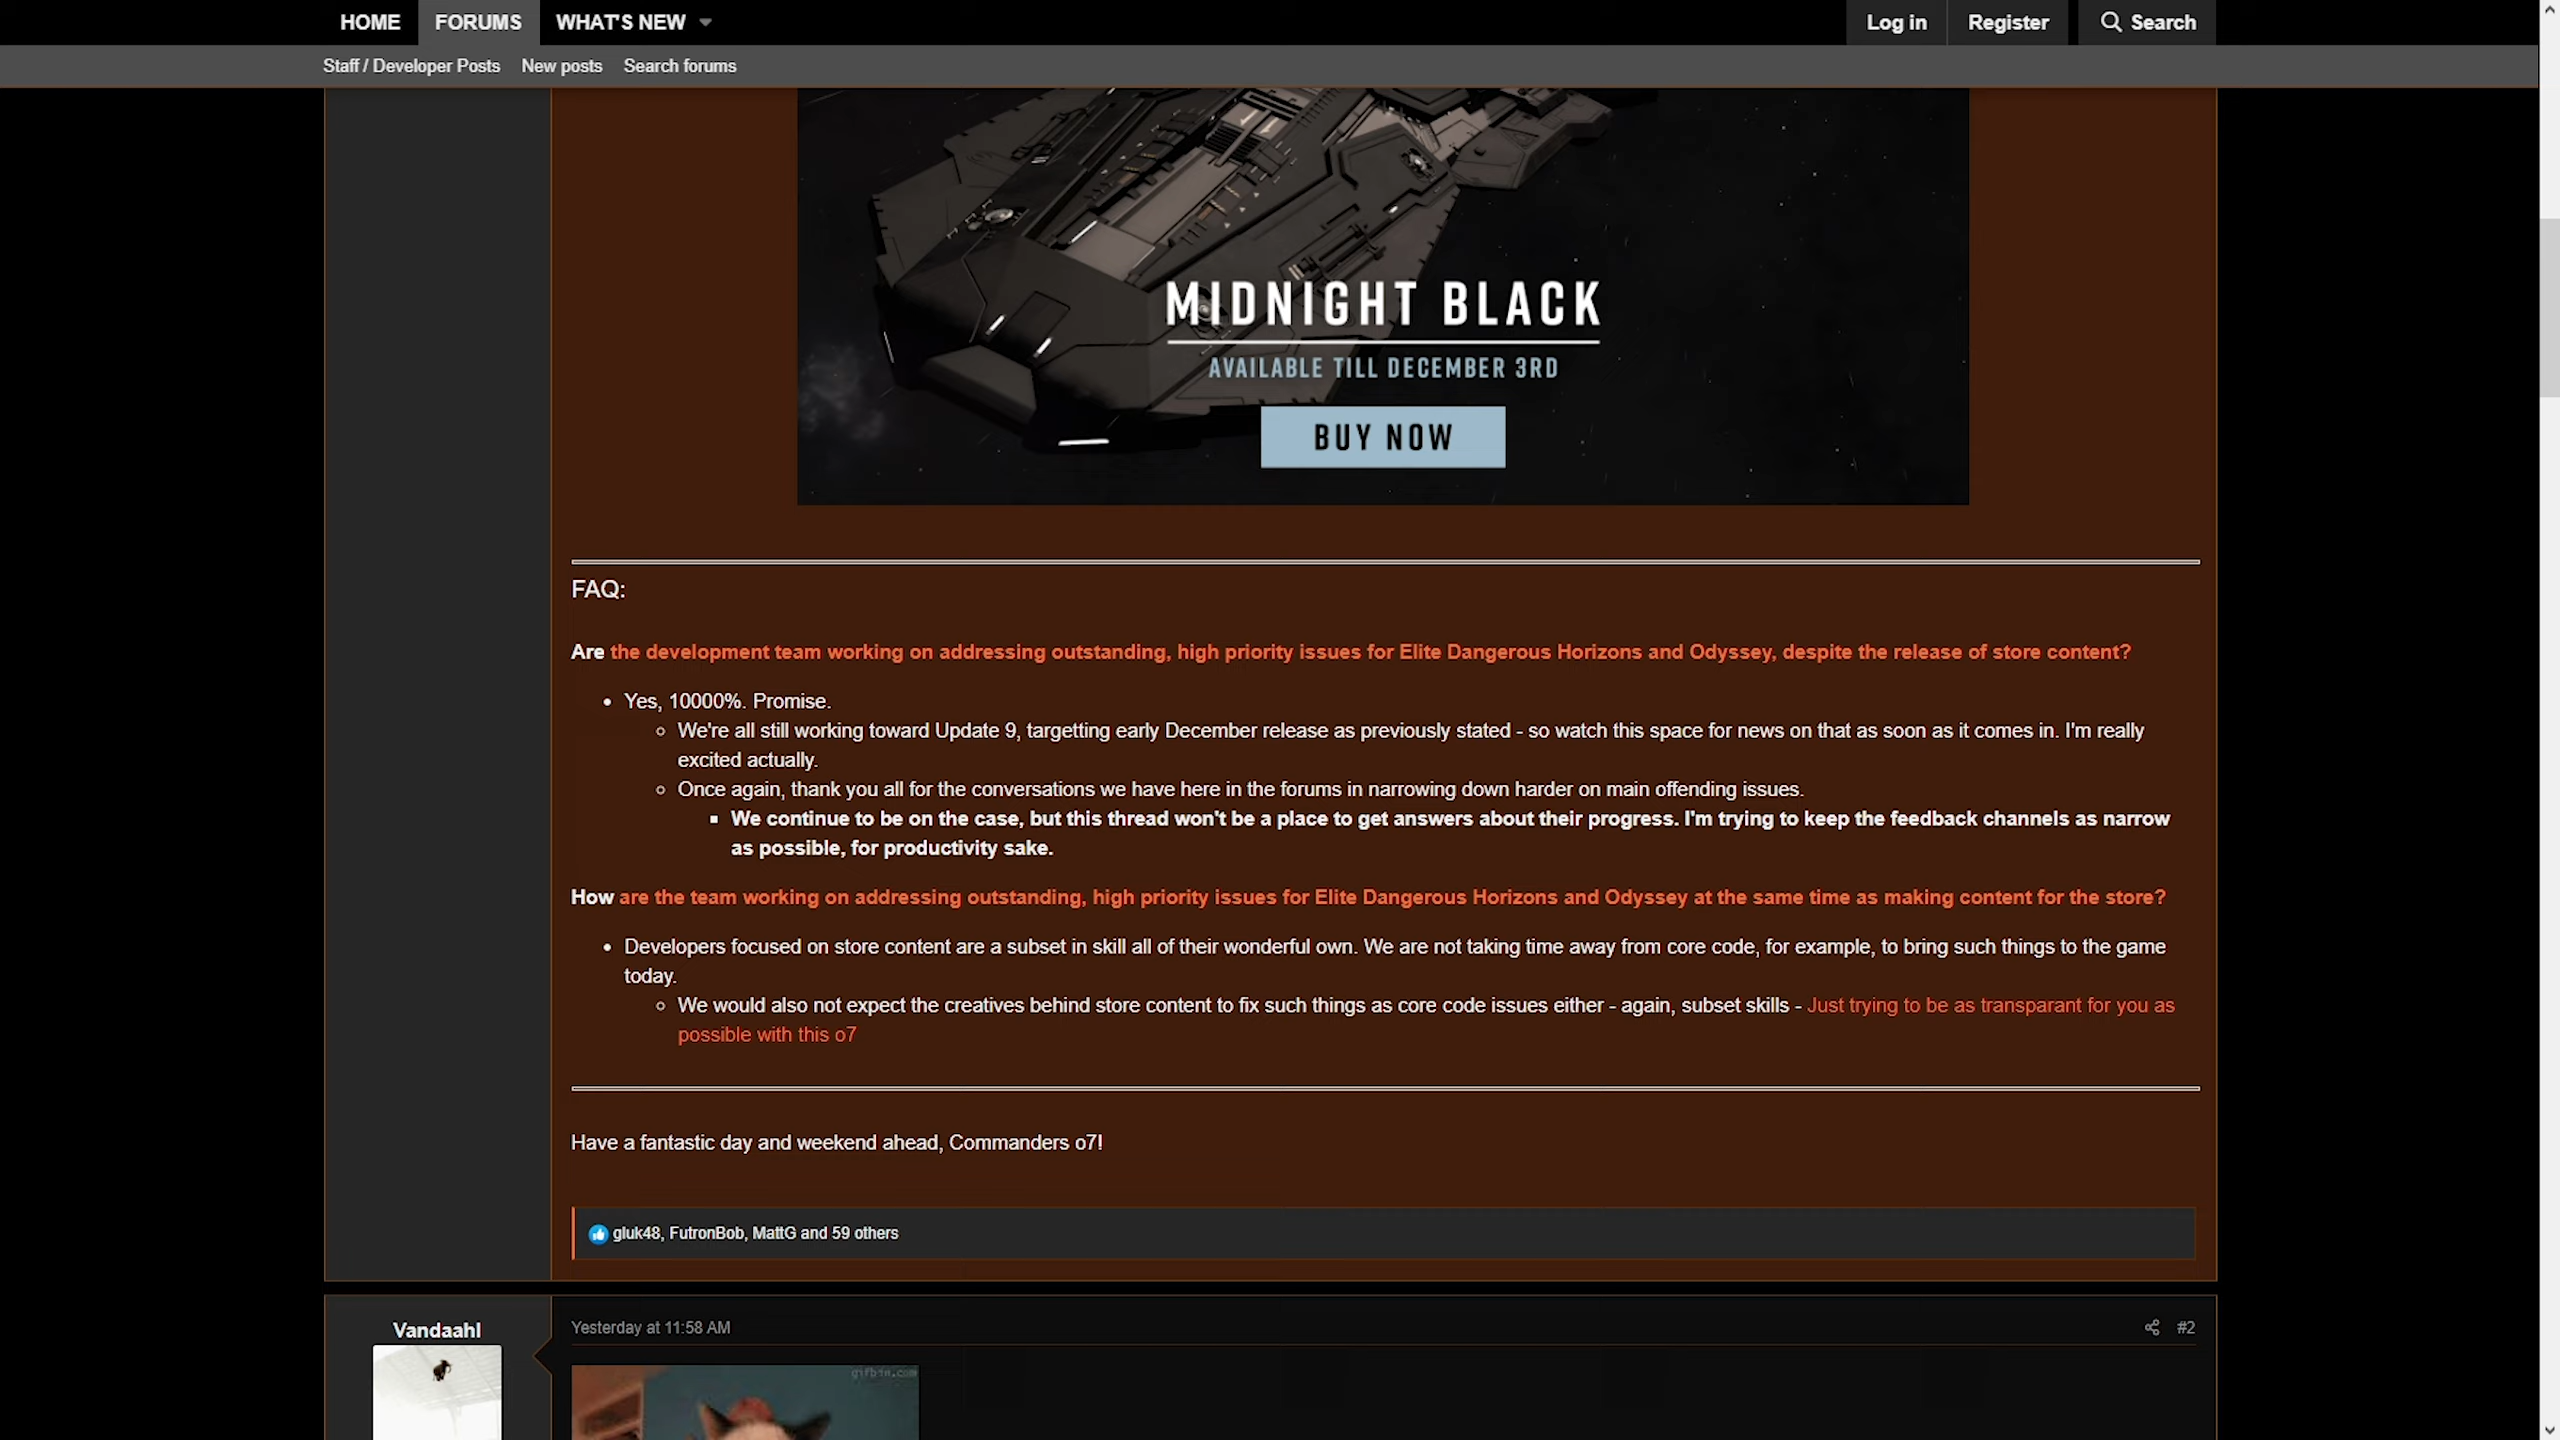 HOME FORUMS WHAT'S NEW Log in Register Search
Staff / Developer Posts New posts Search forums
MIDNIGHT BLACK
AVAILABLE TILL DECEMBER 3RD
BUY NOW
FAQ:
Are the development team working on addressing outstanding, high priority issues for Elite Dangerous Horizons and Odyssey, despite the release of store content?
Yes, 10000%. Promise.
We're all still working toward Update 9, targetting early December release as previously stated - so watch this space for news on that as soon as it comes in. I'm really
excited actually.
Once again, thank you all for the conversations we have here in the forums in narrowing down harder on main offending issues.
We continue to be on the case, but this thread won't be a place to get answers about their progress. I'm trying to keep the feedback channels as narrow
as possible, for productivity sake.
How are the team working on addressing outstanding, high priority issues for Elite Dangerous Horizons and Odyssey at the same time as making content for the store?
Developers focused on store content are a subset in skill all of their wonderful own. We are not taking time away from core code, for example, to bring such things to the game
today.
We would also not expect the creatives behind store content to fix such things as core code issues either - again, subset skills - Just trying to be as transparant for you as
possible with this o7
Have a fantastic day and weekend ahead, Commanders o7!
gluk48, FutronBob, MattG and 59 others
Vandaahl
Yesterday at 11:58 AM #2
gifbin.com